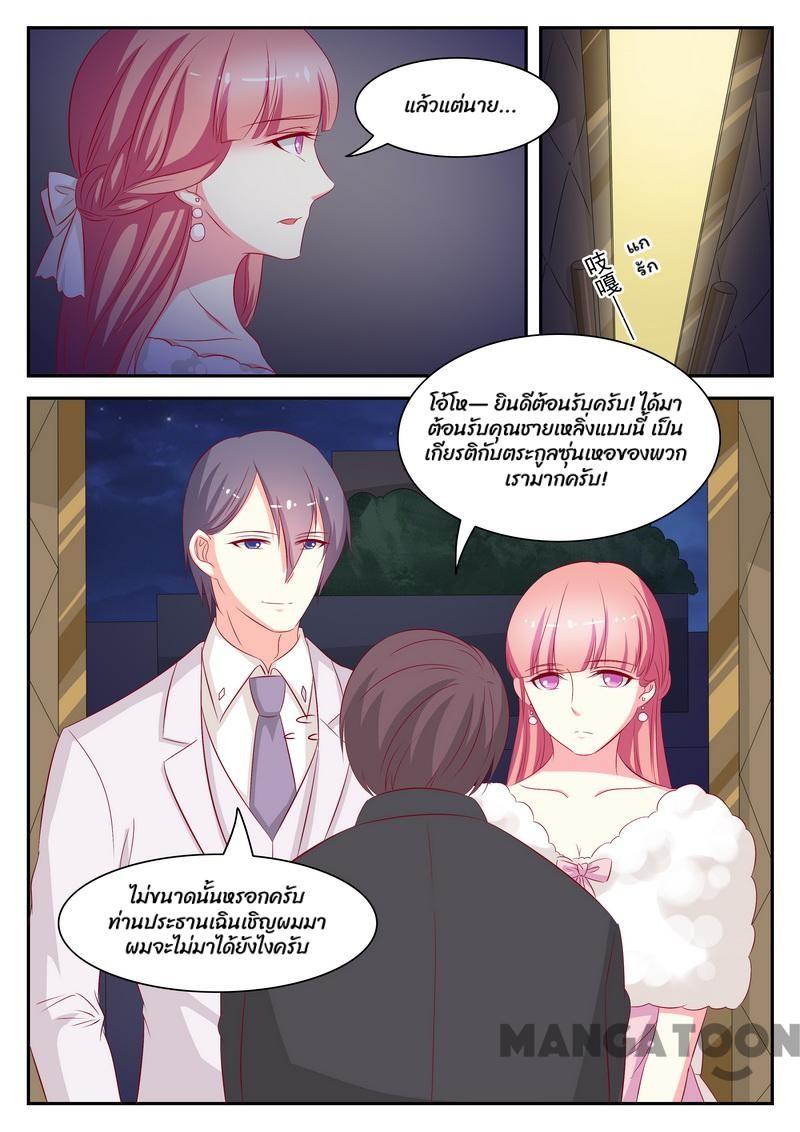 แล้วแต่นาย...
แก
รัก
吱嘎——
โอ้โห— ยินดีต้อนรับครับ! ได้มา
ต้อนรับคุณชายเหลิ่งแบบนี้ เป็น
เกียรติกับตระกูลซุ่นเหอของพวก
เรามากครับ!
ไม่ขนาดนั้นหรอกครับ
ท่านประธานเฉินเชิญผมมา
ผมจะไม่มาได้ยังไงครับ
MANGATOON